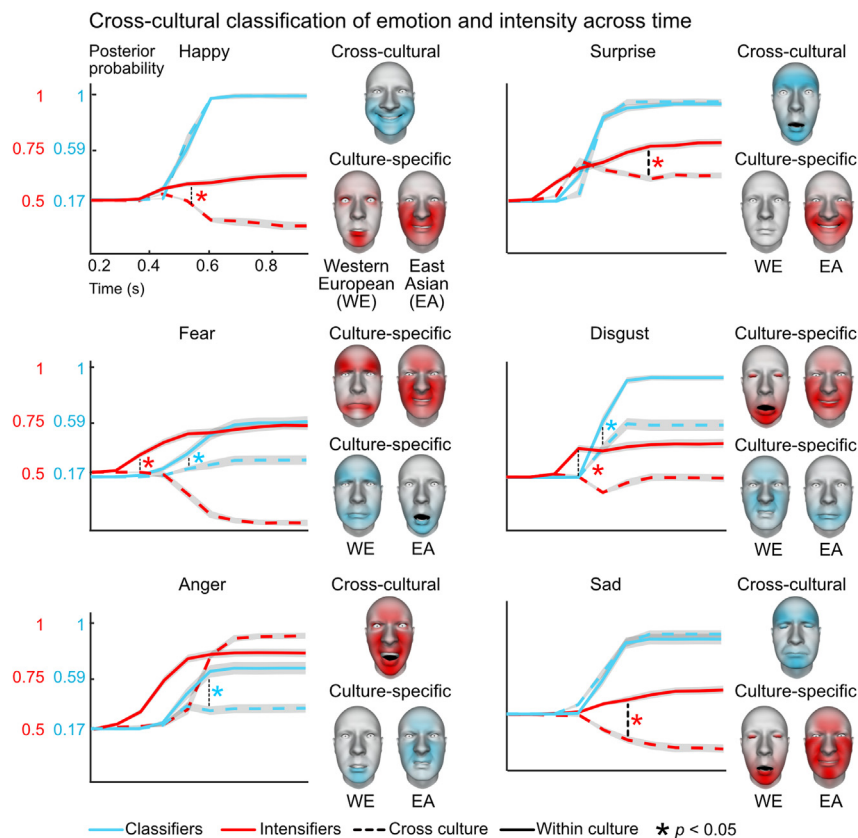 Cross-cultural classification of emotion and intensity across time
Posterior
probability
Happy
Cross-cultural
1 1
0.75 0.59
0.5 0.17
Culture-specific
*
0.2 0.4 0.6 0.8
Time (s)
Western
European
(WE)
East
Asian
(EA)
Surprise
Cross-cultural
Culture-specific
*
WE EA
Fear
Culture-specific
1 1
0.75 0.59
0.5 0.17
* *
Culture-specific
WE EA
Disgust
Culture-specific
*
*
Culture-specific
WE EA
Anger
Cross-cultural
1 1
0.75 0.59
0.5 0.17
*
Culture-specific
WE EA
Sad
Cross-cultural
Culture-specific
*
WE EA
Classifiers Intensifiers Cross culture Within culture * p < 0.05